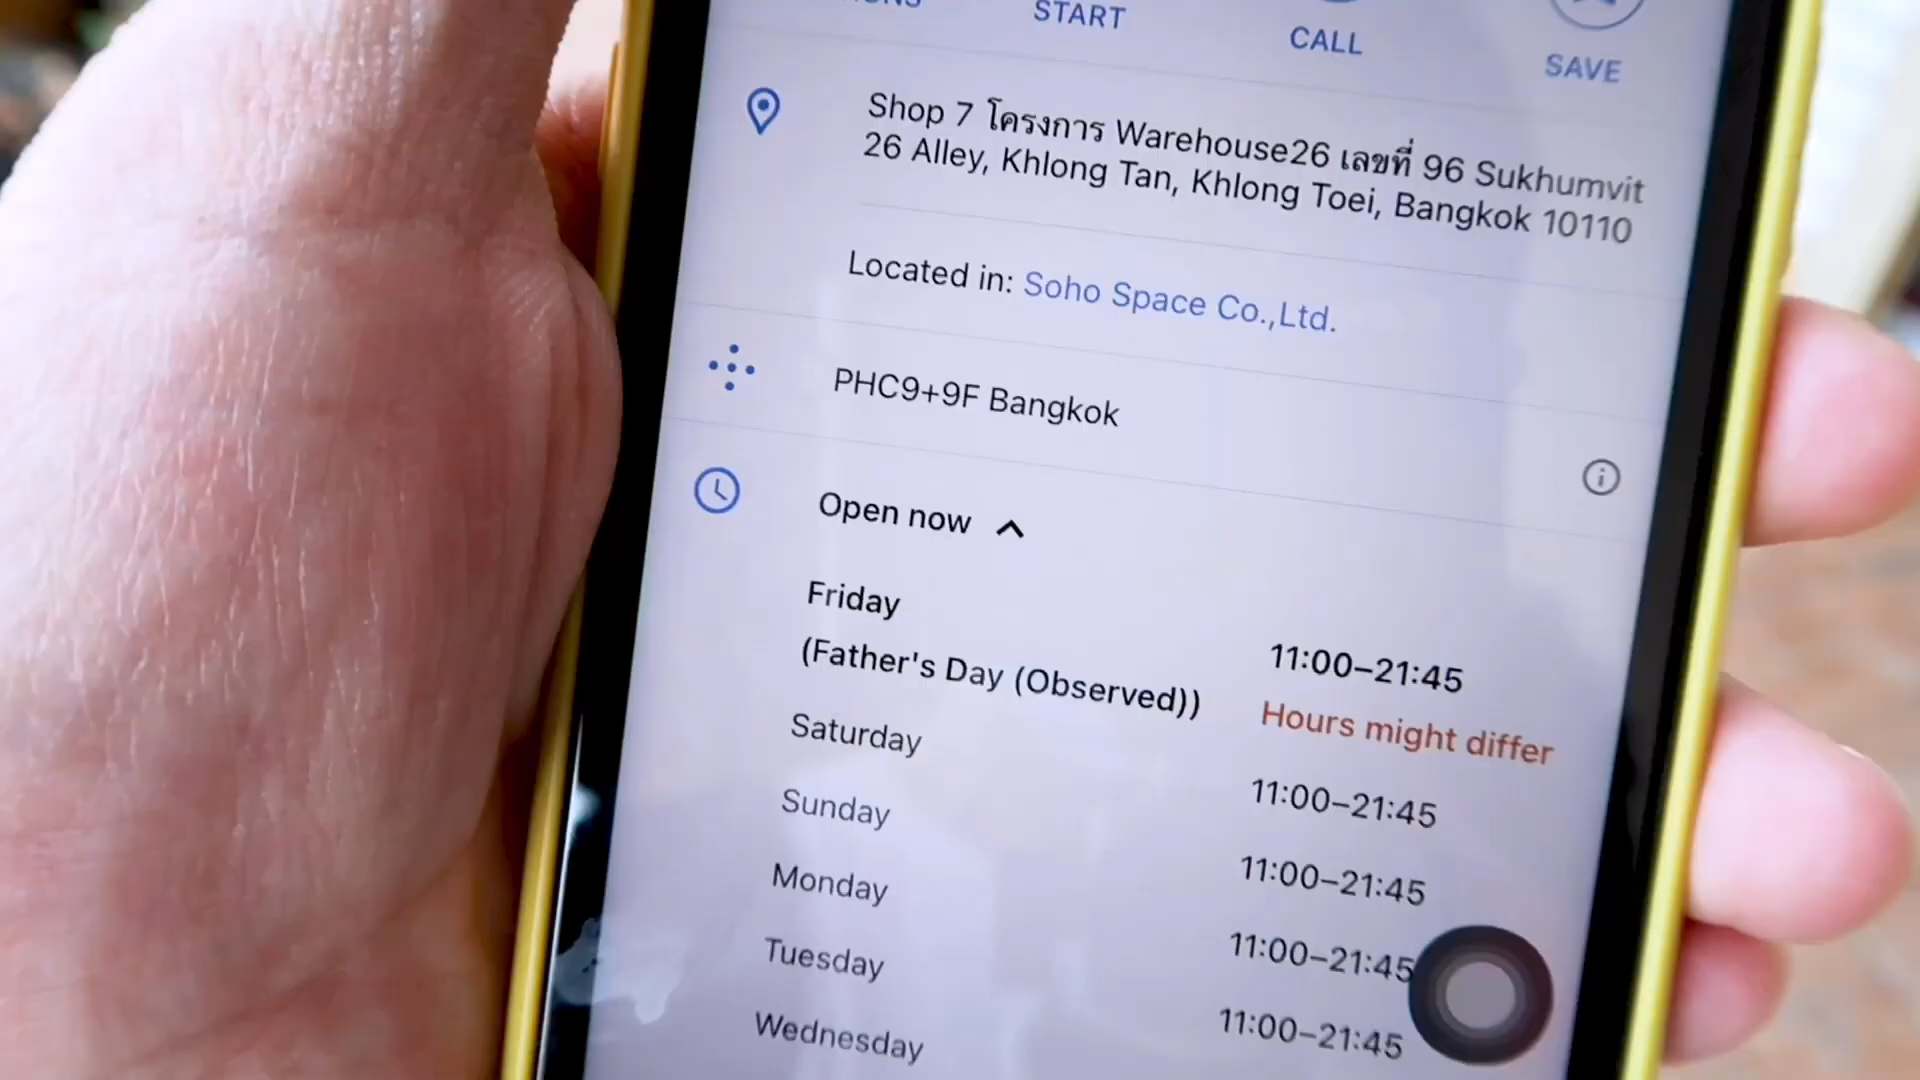 START
CALL
SAVE
Shop 7 โครงการ Warehouse26 เลขที่ 96 Sukhumvit
26 Alley, Khlong Tan, Khlong Toei, Bangkok 10110
Located in: Soho Space Co.,Ltd.
PHC9+9F Bangkok
Open now
Friday
(Father's Day (Observed))
11:00–21:45
Hours might differ
Saturday
11:00–21:45
Sunday
11:00–21:45
Monday
11:00–21:45
Tuesday
11:00–21:45
Wednesday